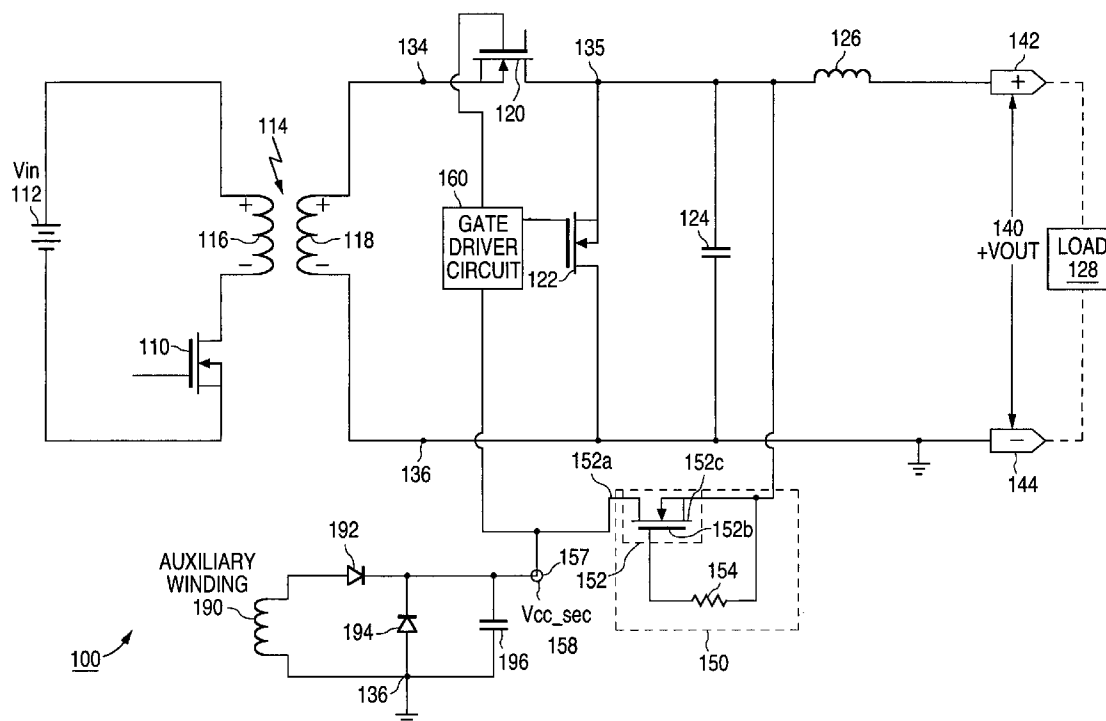 134
135
126
142
+
120
114
Vin
112
160
+
+
GATE
DRIVER
CIRCUIT
116
118
124
140
+VOUT
LOAD
128
122
−
−
110
136
152a
152c
−
144
152b
192
157
152
154
AUXILIARY
WINDING
190
Vcc_sec
158
194
196
150
100
136